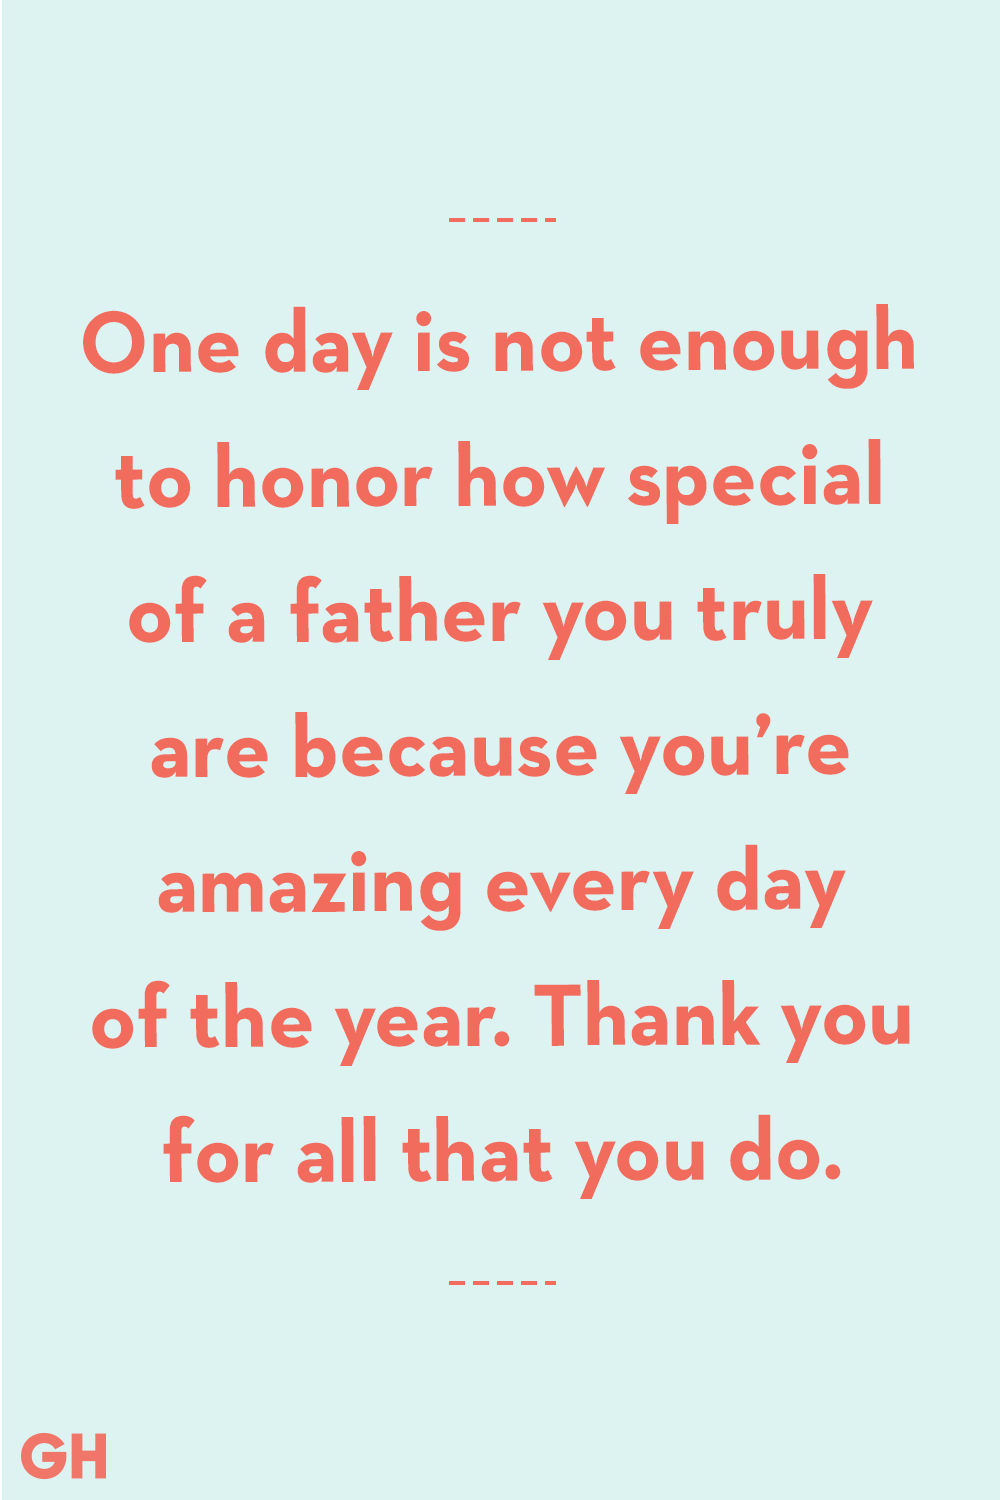 One day is not enough
to honor how special
of a father you truly
are because you’re
amazing every day
of the year. Thank you
for all that you do.
GH